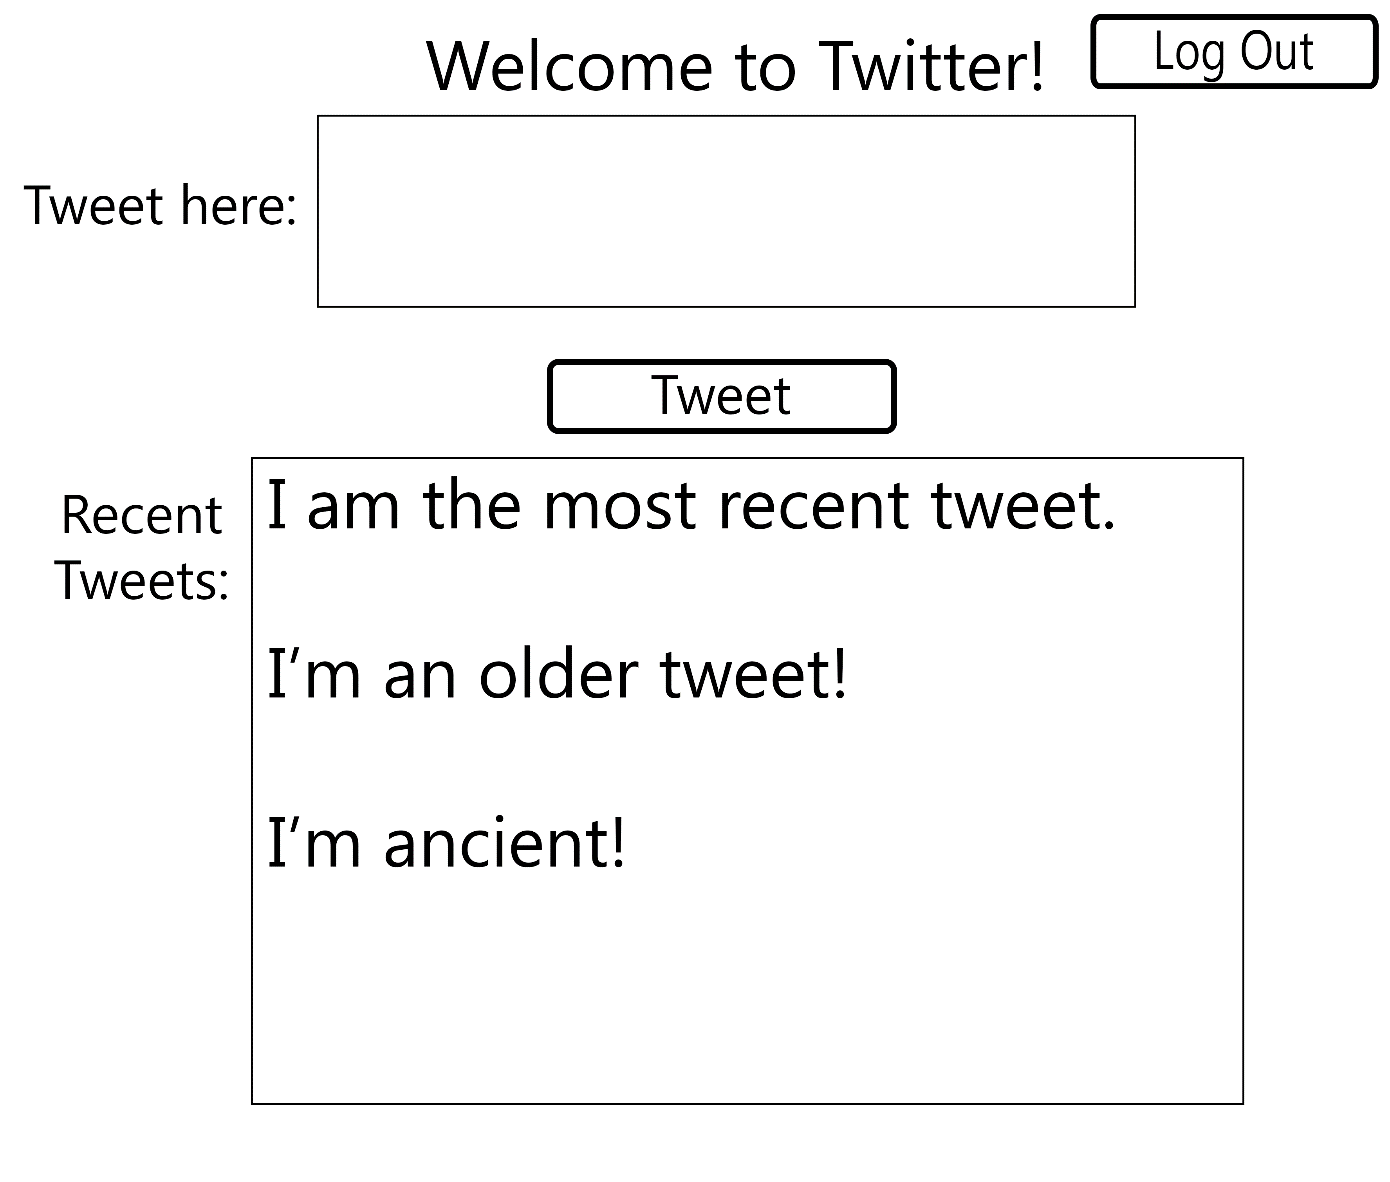 Welcome to Twitter!
Log Out
Tweet here:
Tweet
Recent
Tweets:
I am the most recent tweet.
I’m an older tweet!
I’m ancient!